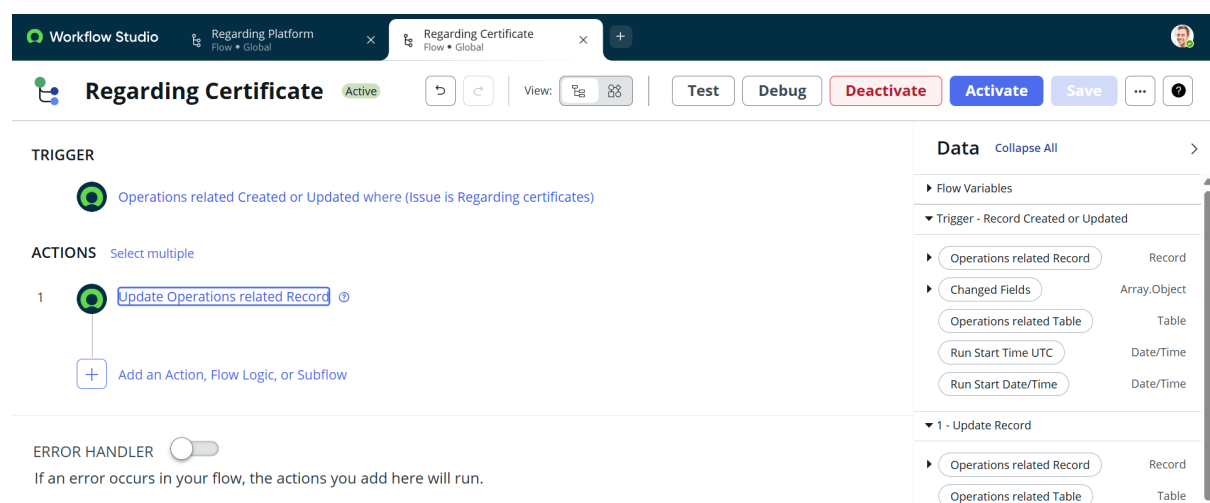 Workflow Studio
Regarding Platform
Flow • Global
Regarding Certificate
Flow • Global
Regarding Certificate
Active
View:
Test
Debug
Deactivate
Activate
Save
TRIGGER
Operations related Created or Updated where (Issue is Regarding certificates)
ACTIONS Select multiple
1 Update Operations related Record
Add an Action, Flow Logic, or Subflow
ERROR HANDLER
If an error occurs in your flow, the actions you add here will run.
Data Collapse All
Flow Variables
Trigger - Record Created or Updated
Operations related Record Record
Changed Fields Array.Object
Operations related Table Table
Run Start Time UTC Date/Time
Run Start Date/Time Date/Time
1 - Update Record
Operations related Record Record
Operations related Table Table